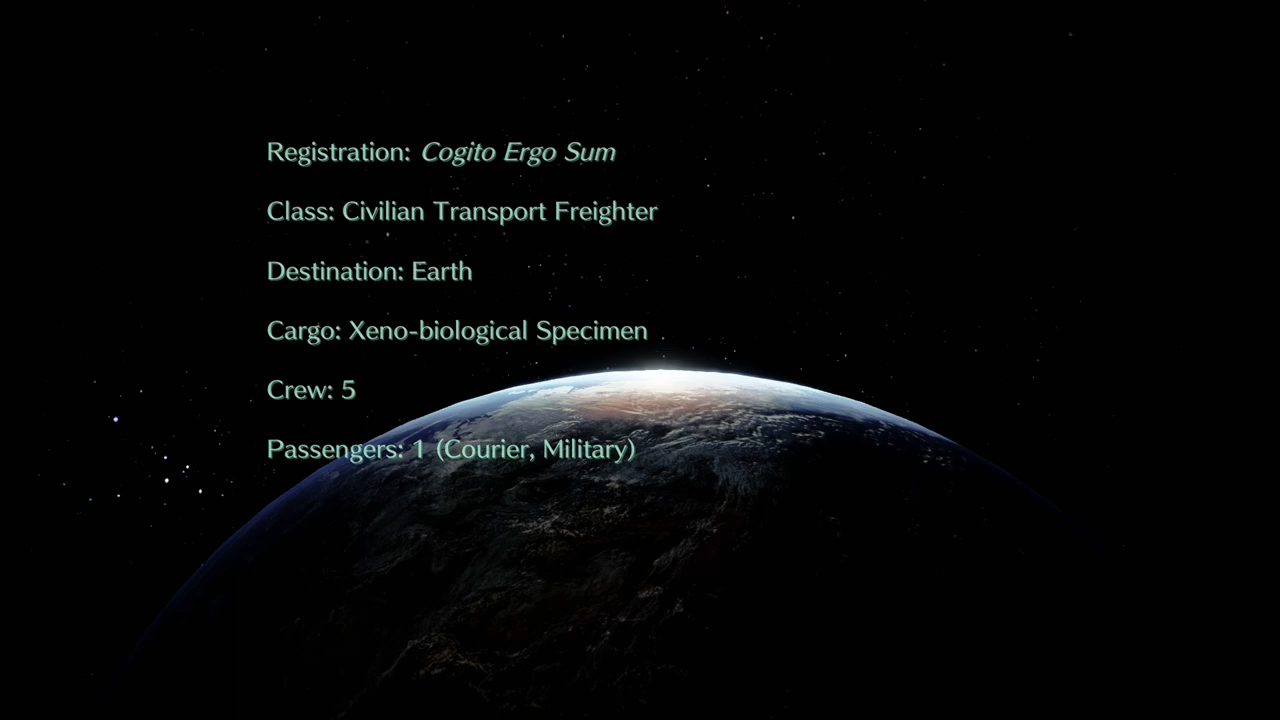 Registration: Cogito Ergo Sum
Class: Civilian Transport Freighter
Destination: Earth
Cargo: Xeno-biological Specimen
Crew: 5
Passengers: 1 (Courier, Military)